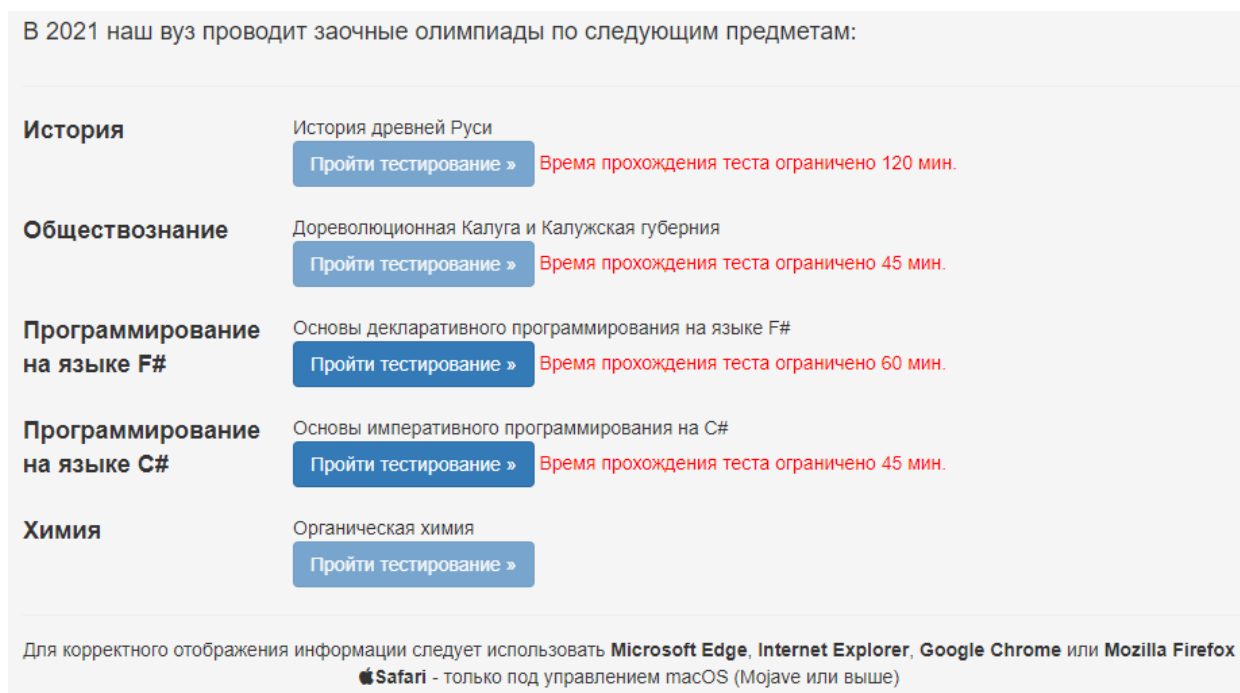 В 2021 наш вуз проводит заочные олимпиады по следующим предметам:
История
История древней Руси
Пройти тестирование » Время прохождения теста ограничено 120 мин.
Обществознание
Дореволюционная Калуга и Калужская губерния
Пройти тестирование » Время прохождения теста ограничено 45 мин.
Программирование
на языке F#
Основы декларативного программирования на языке F#
Пройти тестирование » Время прохождения теста ограничено 60 мин.
Программирование
на языке C#
Основы императивного программирования на C#
Пройти тестирование » Время прохождения теста ограничено 45 мин.
Химия
Органическая химия
Пройти тестирование »
Для корректного отображения информации следует использовать Microsoft Edge, Internet Explorer, Google Chrome или Mozilla Firefox
Safari - только под управлением macOS (Mojave или выше)